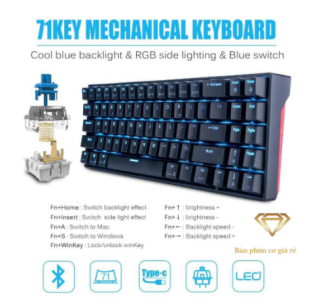 71KEY MECHANICAL KEYBOARD
Cool blue backlight & RGB side lighting & Blue switch
Fn+Home : Switch backlight effect
Fn+Insert : Switch side light effect
Fn+A : Switch to Mac
Fn+S : Switch to Windows
Fn+WinKey : Lock/unlock winKey
Fn+↑ : brightness +
Fn+↓ : brightness -
Fn+← : Backlight speed -
Fn+→ : Backlight speed +
Bàn phím cơ giá rẻ
71
Type-c
LED